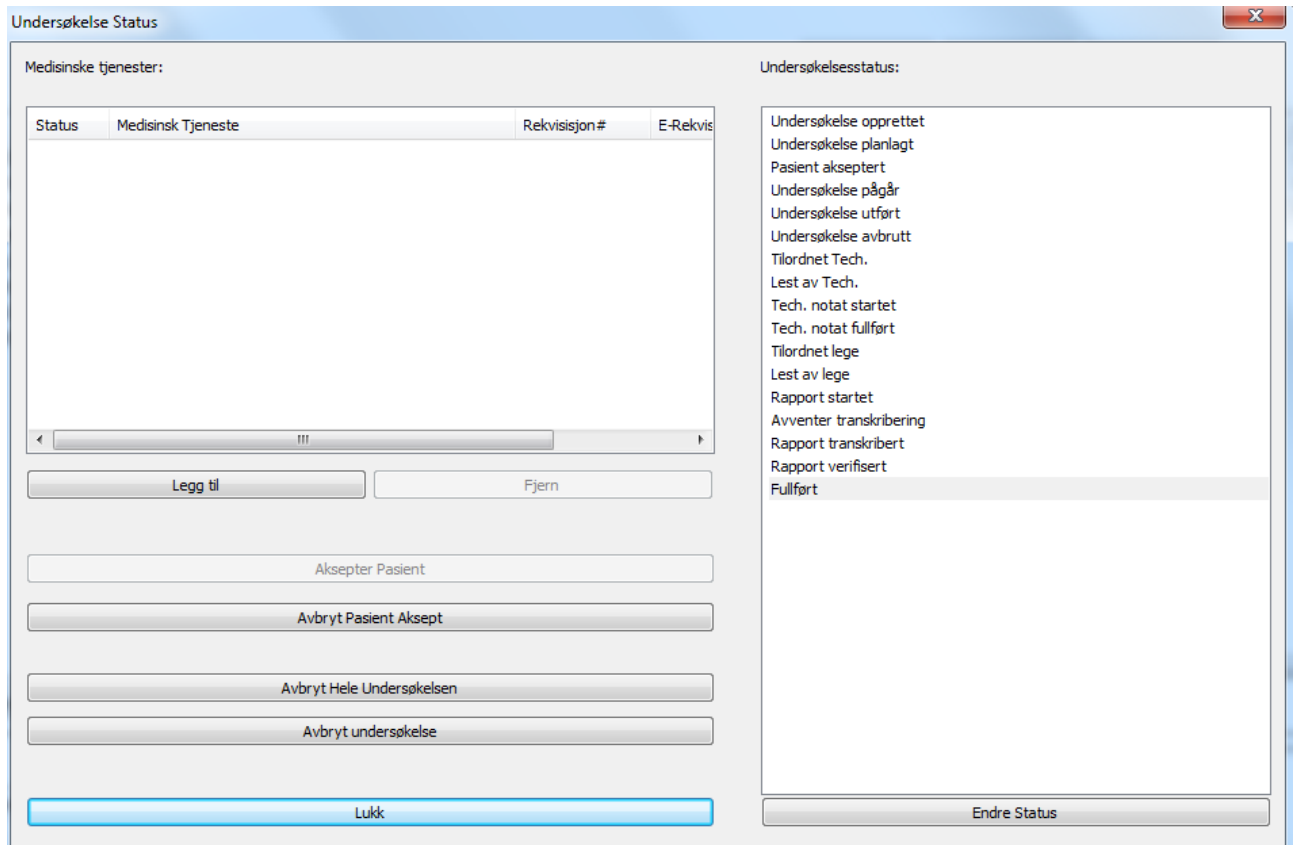 Undersøkelse Status
Medisinske tjenester:
Status Medisinsk Tjeneste Rekvisisjon# E-Rekvis
Legg til Fjern
Aksepter Pasient
Avbryt Pasient Aksept
Avbryt Hele Undersøkelsen
Avbryt undersøkelse
Lukk
Undersøkelsesstatus:
Undersøkelse opprettet
Undersøkelse planlagt
Pasient akseptert
Undersøkelse pågår
Undersøkelse utført
Undersøkelse avbrutt
Tilordnet Tech.
Lest av Tech.
Tech. notat startet
Tech. notat fullført
Tilordnet lege
Lest av lege
Rapport startet
Avventer transkribering
Rapport transkribert
Rapport verifisert
Fullført
Endre Status